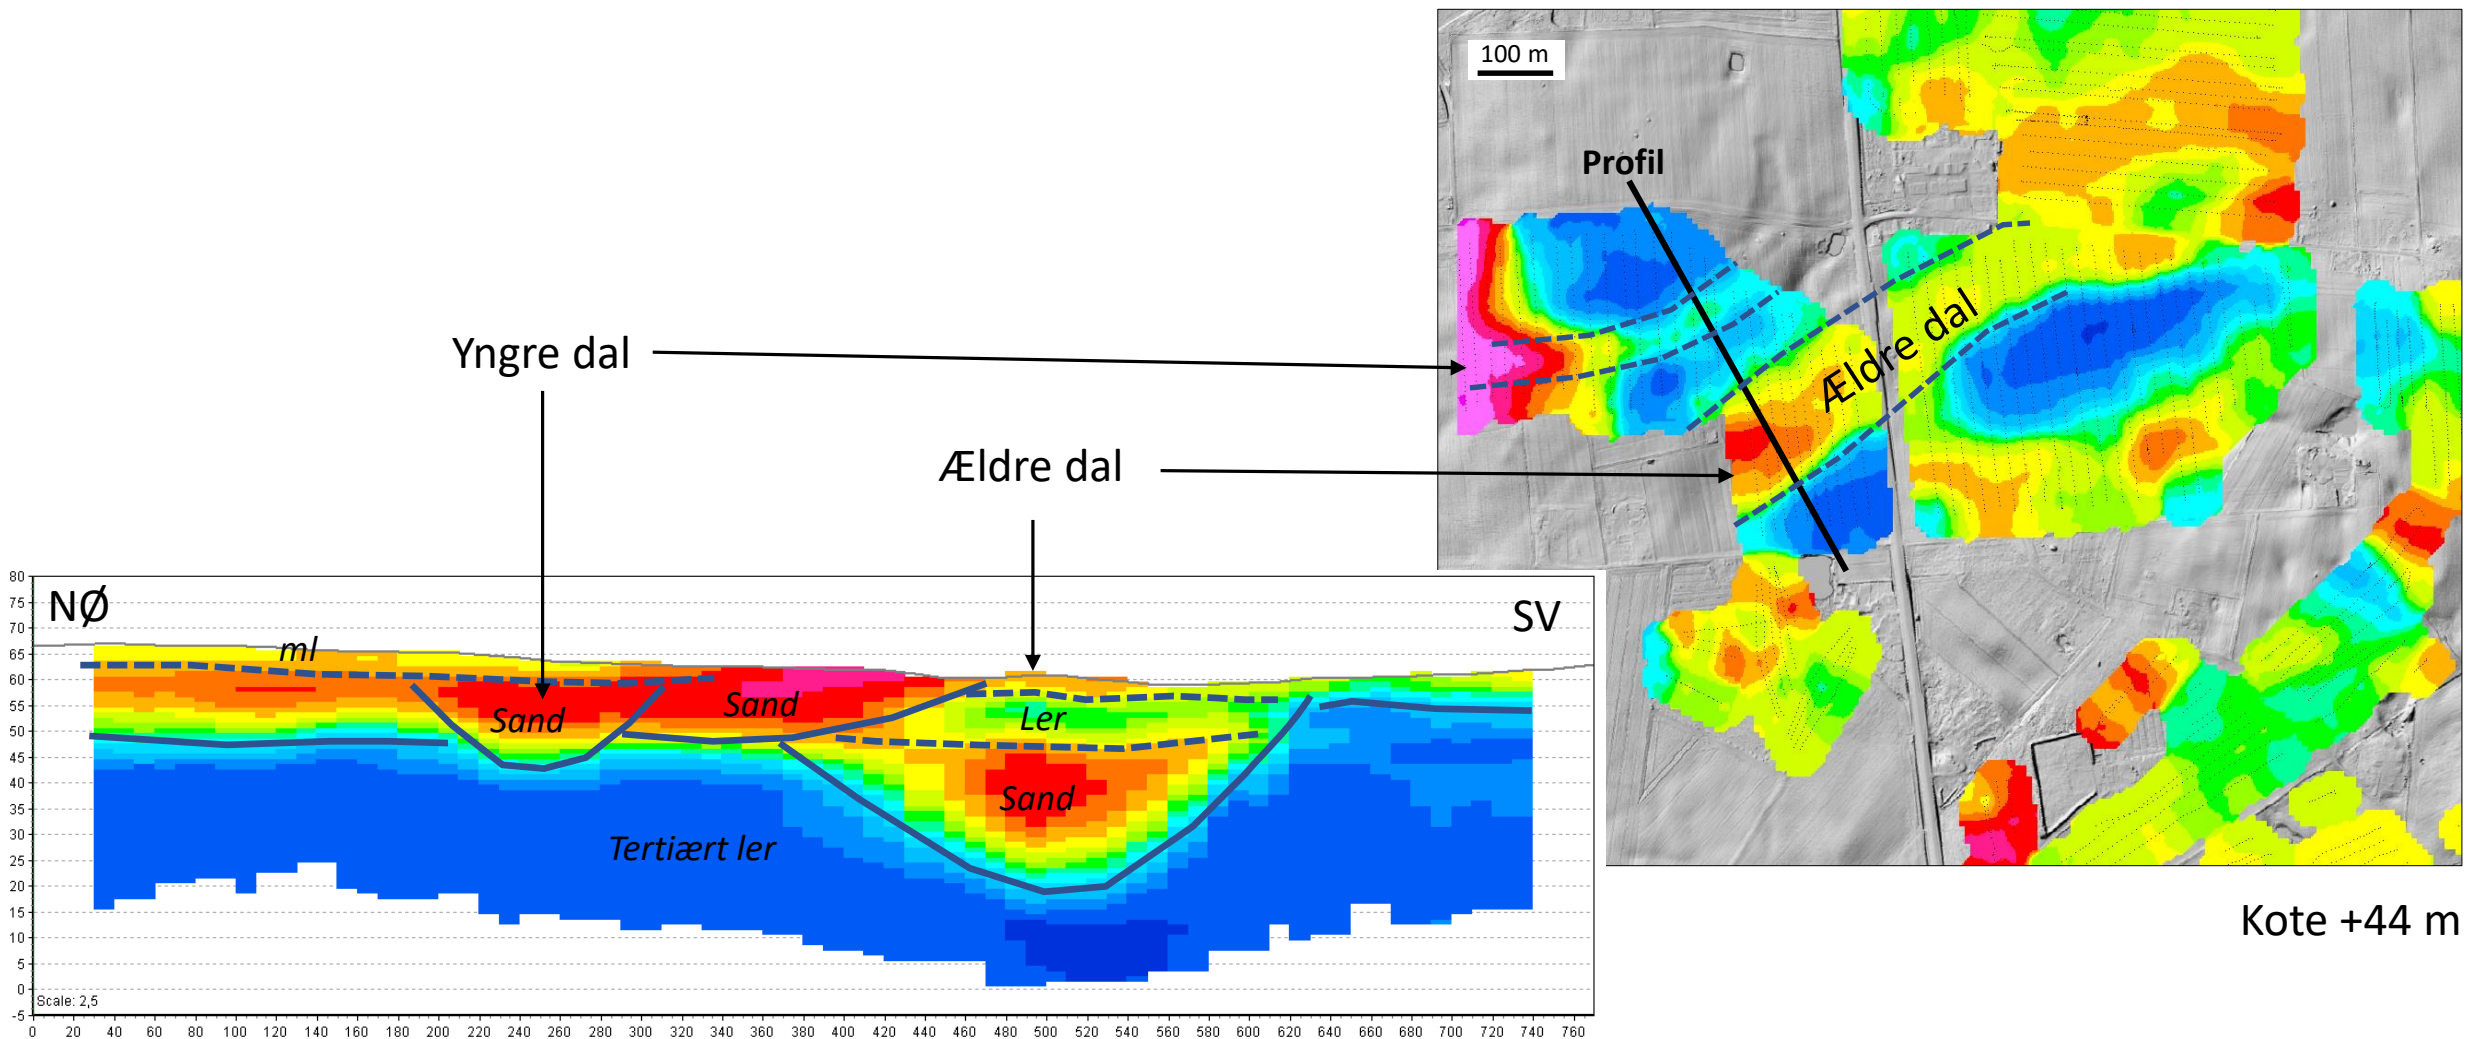 100 m
Profil
Yngre dal
Ældre dal
Ældre dal
NØ
SV
ml
Sand
Sand
Ler
Sand
Tertiært ler
Kote +44 m
80
75
70
65
60
55
50
45
40
35
30
25
20
15
10
5
0
-5
Scale: 2,5
0 20 40 60 80 100 120 140 160 180 200 220 240 260 280 300 320 340 360 380 400 420 440 460 480 500 520 540 560 580 600 620 640 660 680 700 720 740 760